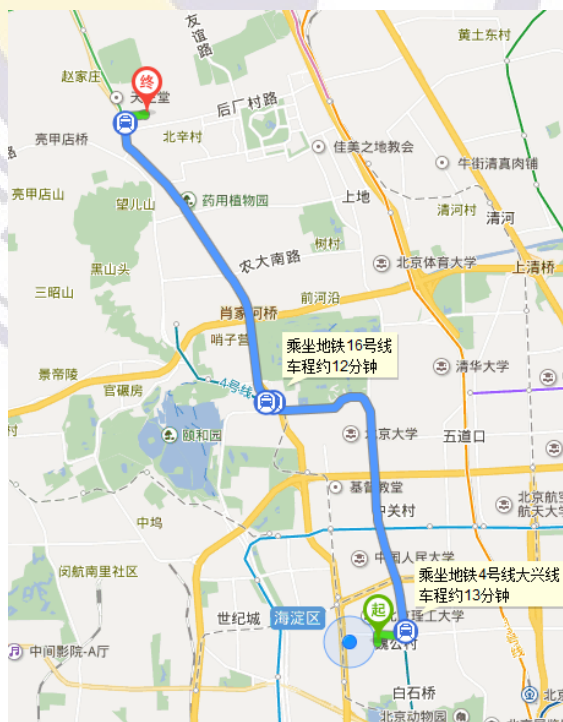 友谊路
黄土东村
赵家庄
终
后厂村路
北辛村
佳美之地教会
亮甲店桥
牛街清真肉铺
亮甲店山
望儿山
药用植物园
上地
清河村
清河
树村
农大南路
北京体育大学
上清桥
黑山头
三昭山
前河沿
肖家河桥
哨子营
乘坐地铁16号线
车程约12分钟
景帝陵
官碾房
4号线
清华大学
村
颐和园
北京大学
五道口
基督教堂
中关村
北京航空
航天大学
中坞
中国人民大学
闵航南里社区
乘坐地铁4号线大兴线
车程约13分钟
起
世纪城
海淀区
北京理工大学
魏公村
中间影院-A厅
白石桥
北京动物园